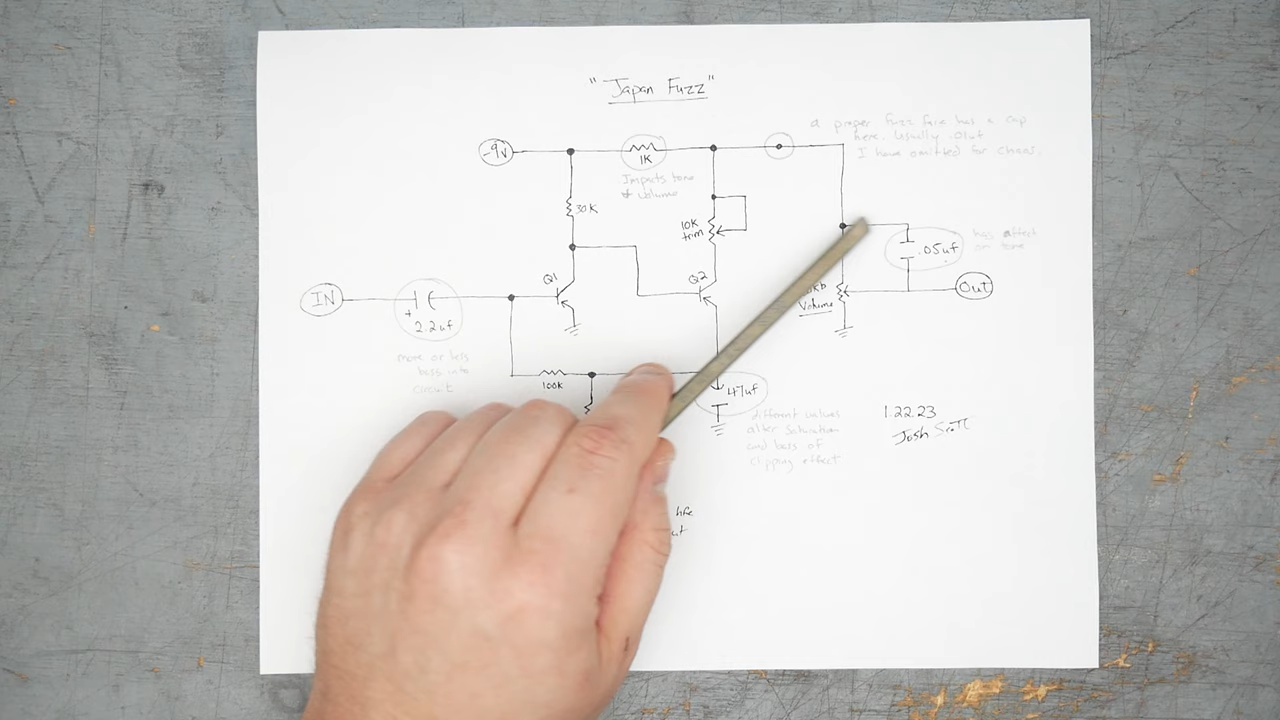 "Japan Fuzz"
-9V
1K
Impacts tone
& volume
a proper fuzz face has a cap
here. Usually .01uf
I have omitted for chaos.
30K
10K
trim
.05uf
has affect
on tone
Q1
Q2
IN
+
2.2uf
Volume
Out
more or less
bass into
circuit
100K
47uf
different values
alter saturation
and bass of
clipping effect
1.22.23
Josh Scott
hfe